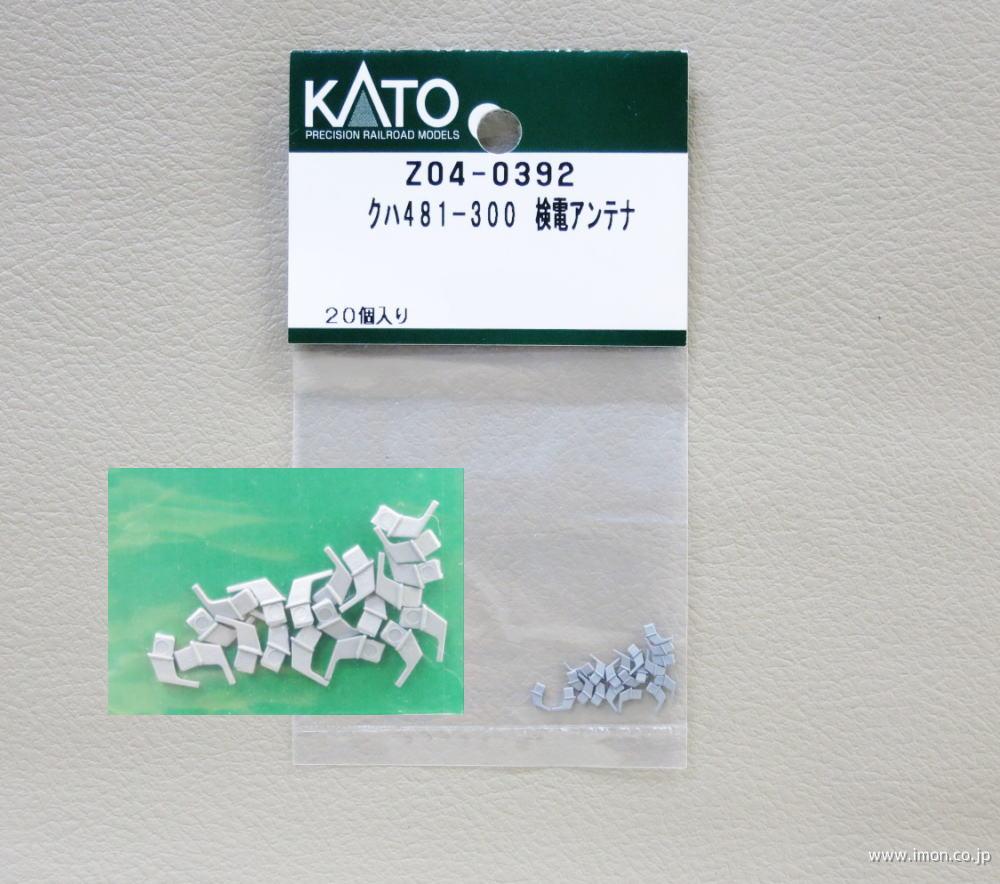 KATO
PRECISION RAILROAD MODELS
Z04-0392
クハ481-300 検電アンテナ
20個入り
www.imon.co.jp